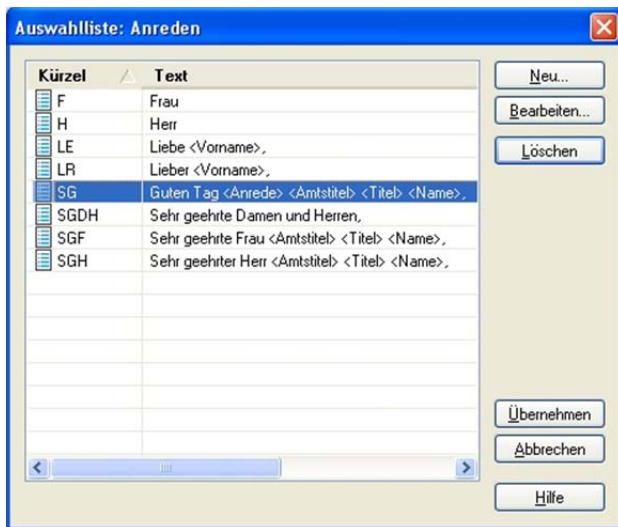 Auswahlliste: Anreden
Kürzel Text
F Frau
H Herr
LE Liebe <Vorname>,
LR Lieber <Vorname>,
SG Guten Tag <Anrede> <Amtstitel> <Titel> <Name>,
SGDH Sehr geehrte Damen und Herren,
SGF Sehr geehrte Frau <Amtstitel> <Titel> <Name>,
SGH Sehr geehrter Herr <Amtstitel> <Titel> <Name>,
Neu...
Bearbeiten...
Löschen
Übernehmen
Abbrechen
Hilfe